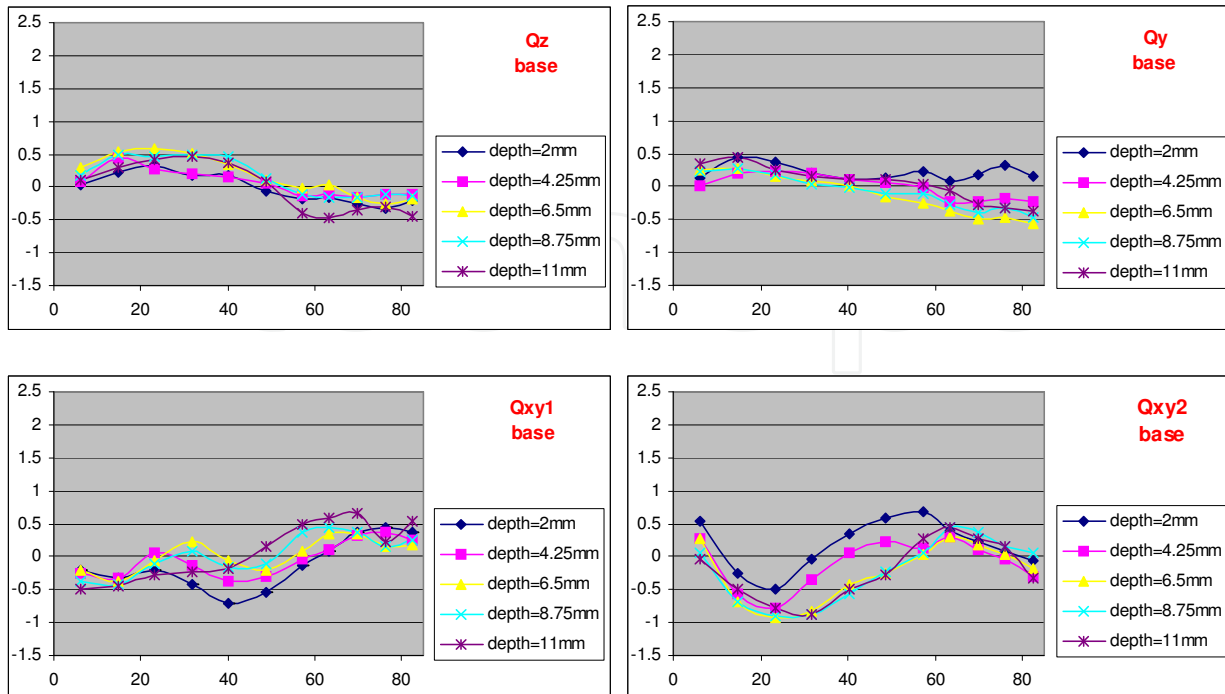 2.5
2
1.5
1
0.5
0
-0.5
-1
-1.5
0 20 40 60 80
Qz
base
depth=2mm
depth=4.25mm
depth=6.5mm
depth=8.75mm
depth=11mm
2.5
2
1.5
1
0.5
0
-0.5
-1
-1.5
0 20 40 60 80
Qy
base
depth=2mm
depth=4.25mm
depth=6.5mm
depth=8.75mm
depth=11mm
2.5
2
1.5
1
0.5
0
-0.5
-1
-1.5
0 20 40 60 80
Qxy1
base
depth=2mm
depth=4.25mm
depth=6.5mm
depth=8.75mm
depth=11mm
2.5
2
1.5
1
0.5
0
-0.5
-1
-1.5
0 20 40 60 80
Qxy2
base
depth=2mm
depth=4.25mm
depth=6.5mm
depth=8.75mm
depth=11mm